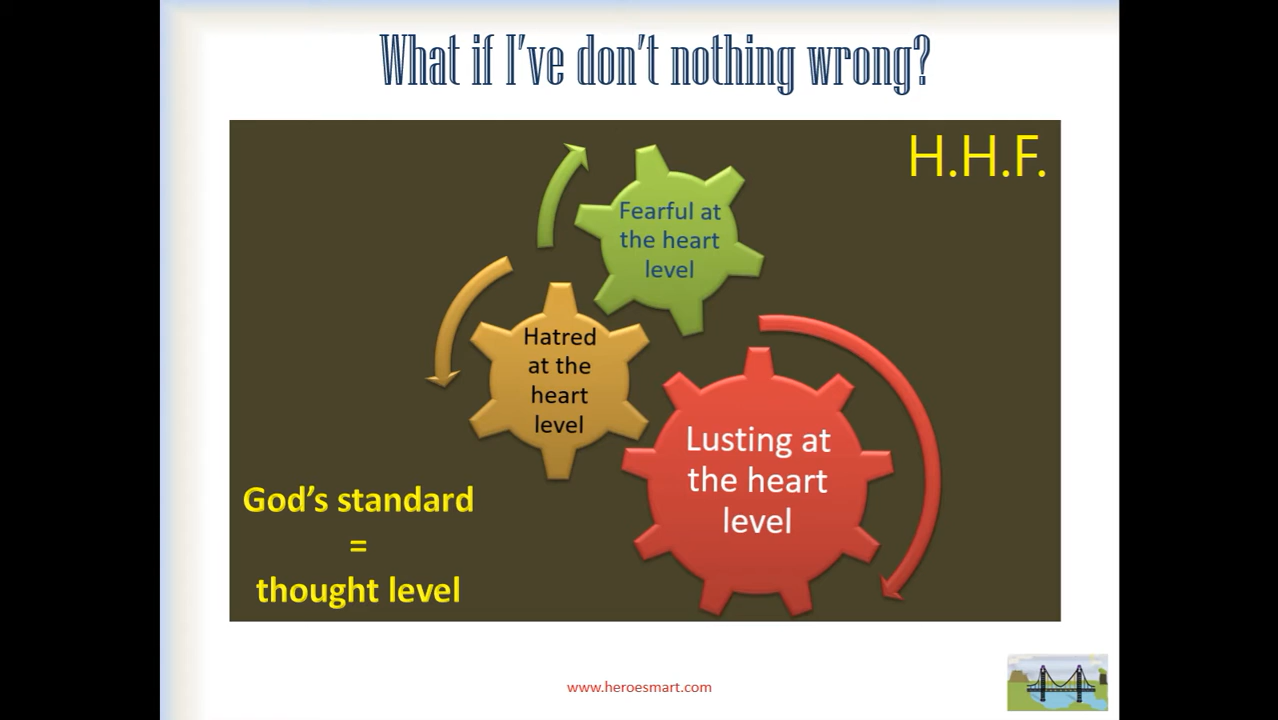 What if I've don't nothing wrong?
H.H.F.
Fearful at
the heart
level
Hatred
at the
heart
level
Lusting at
the heart
level
God's standard
=
thought level
www.heroesmart.com